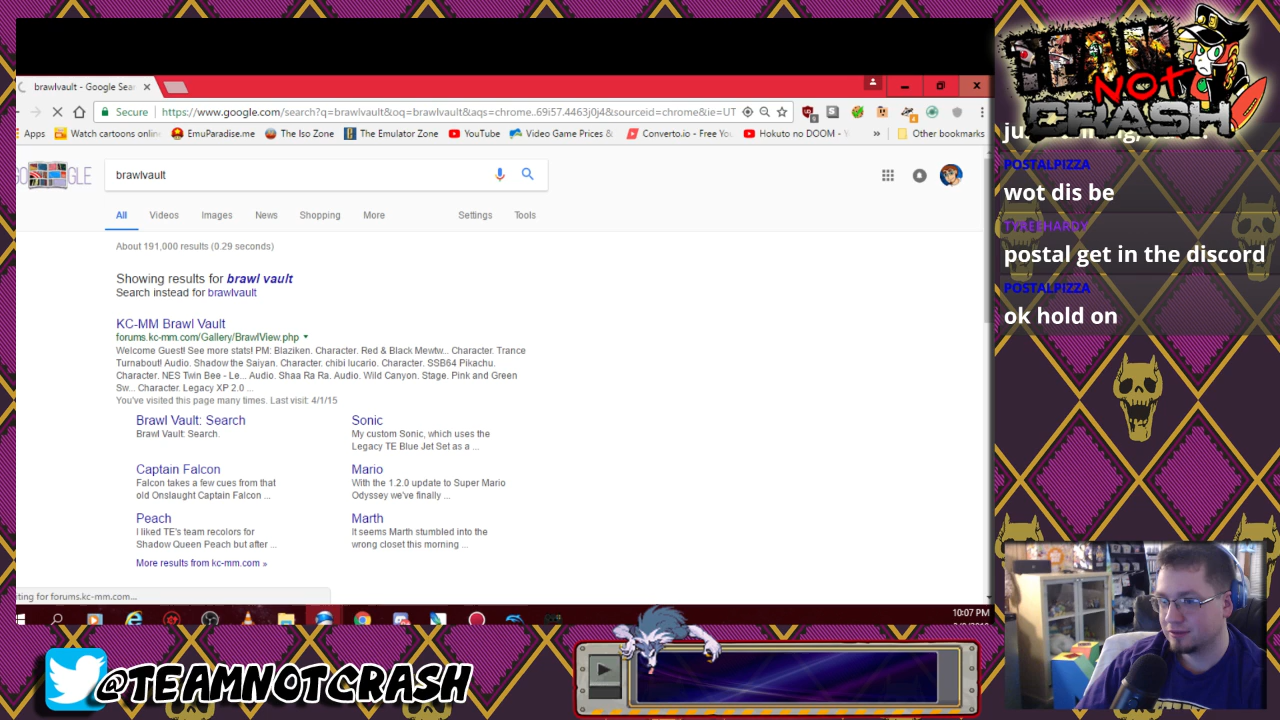 brawlvault - Google Sear
Secure
https://www.google.com/search?q=brawlvault&oq=brawlvault&aqs=chrome..69i57.4463j0j4&sourceid=chrome&ie=UT
Apps
Watch cartoons onlin
EmuParadise.me
The Iso Zone
The Emulator Zone
YouTube
Video Game Prices &
Converto.io - Free You
Hokuto no DOOM - Y
»
Other bookmarks
brawlvault
All
Videos
Images
News
Shopping
More
Settings
Tools
About 191,000 results (0.29 seconds)
Showing results for brawl vault
Search instead for brawlvault
KC-MM Brawl Vault
forums.kc-mm.com/Gallery/BrawlView.php
Welcome Guest! See more stats! PM: Blaziken. Character. Red & Black Mewtw... Character. Trance
Turnabout! Audio. Shadow the Saiyan. Character. chibi lucario. Character. SSB64 Pikachu.
Character. NES Twin Bee - Le... Audio. Shaa Ra Ra. Audio. Wild Canyon. Stage. Pink and Green
Sw... Character. Legacy XP 2.0 ...
You've visited this page many times. Last visit: 4/1/15
Brawl Vault: Search
Brawl Vault: Search.
Sonic
My custom Sonic, which uses the
Legacy TE Blue Jet Set as a ...
Captain Falcon
Falcon takes a few cues from that
old Onslaught Captain Falcon ...
Mario
With the 1.2.0 update to Super Mario
Odyssey we've finally ...
Peach
I liked TE's team recolors for
Shadow Queen Peach but after ...
Marth
It seems Marth stumbled into the
wrong closet this morning ...
More results from kc-mm.com »
ting for forums.kc-mm.com...
10:07 PM
TEAM
NOT
CRASH
POSTALPIZZA
wot dis be
TYREEHARDY
postal get in the discord
POSTALPIZZA
ok hold on
@TEAMNOTCRASH